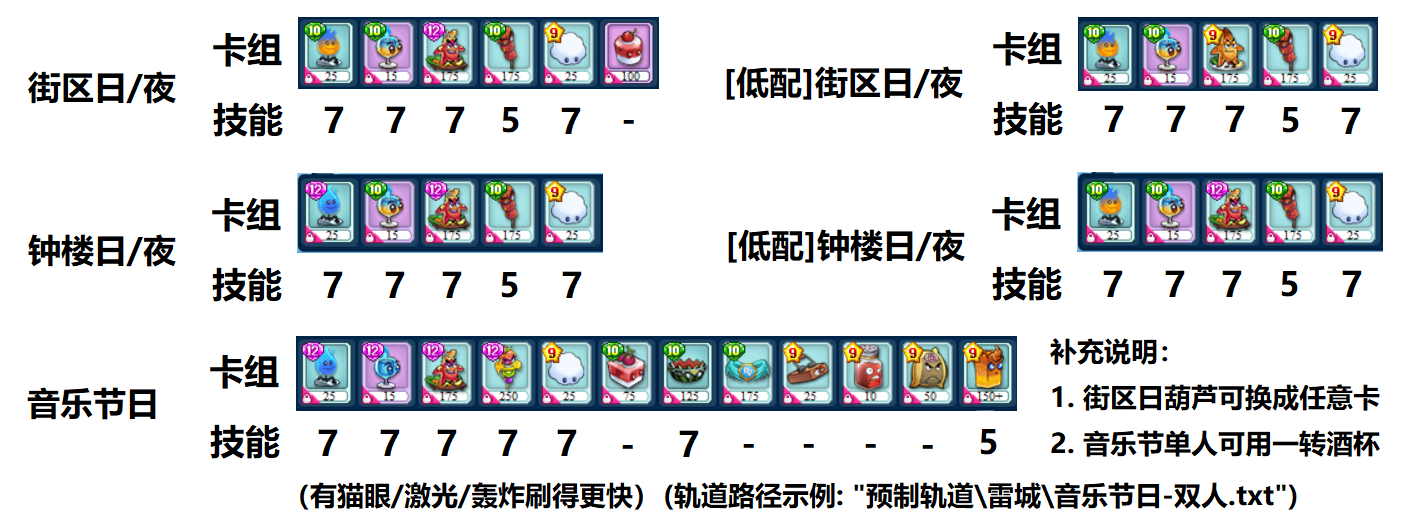 街区日/夜
卡组
10 10 12 10 9
25 15 175 175 25 100
技能 7 7 7 5 7 -
[低配]街区日/夜
卡组
10 10 9 10 9
25 15 175 175 25
技能 7 7 7 5 7
钟楼日/夜
卡组
12 10 12 10 9
25 15 175 175 25
技能 7 7 7 5 7
[低配]钟楼日/夜
卡组
10 10 12 10 9
25 15 175 175 25
技能 7 7 7 5 7
音乐节日
卡组
12 12 12 12 9 10 10 10 9 9 9 9
25 15 175 250 25 75 125 175 25 10 50 150+
技能 7 7 7 7 7 - 7 - - - - 5
补充说明：
1. 街区日葫芦可换成任意卡
2. 音乐节单人可用一转酒杯
(有猫眼/激光/轰炸刷得更快) (轨道路径示例: "预制轨道\雷城\音乐节日-双人.txt")